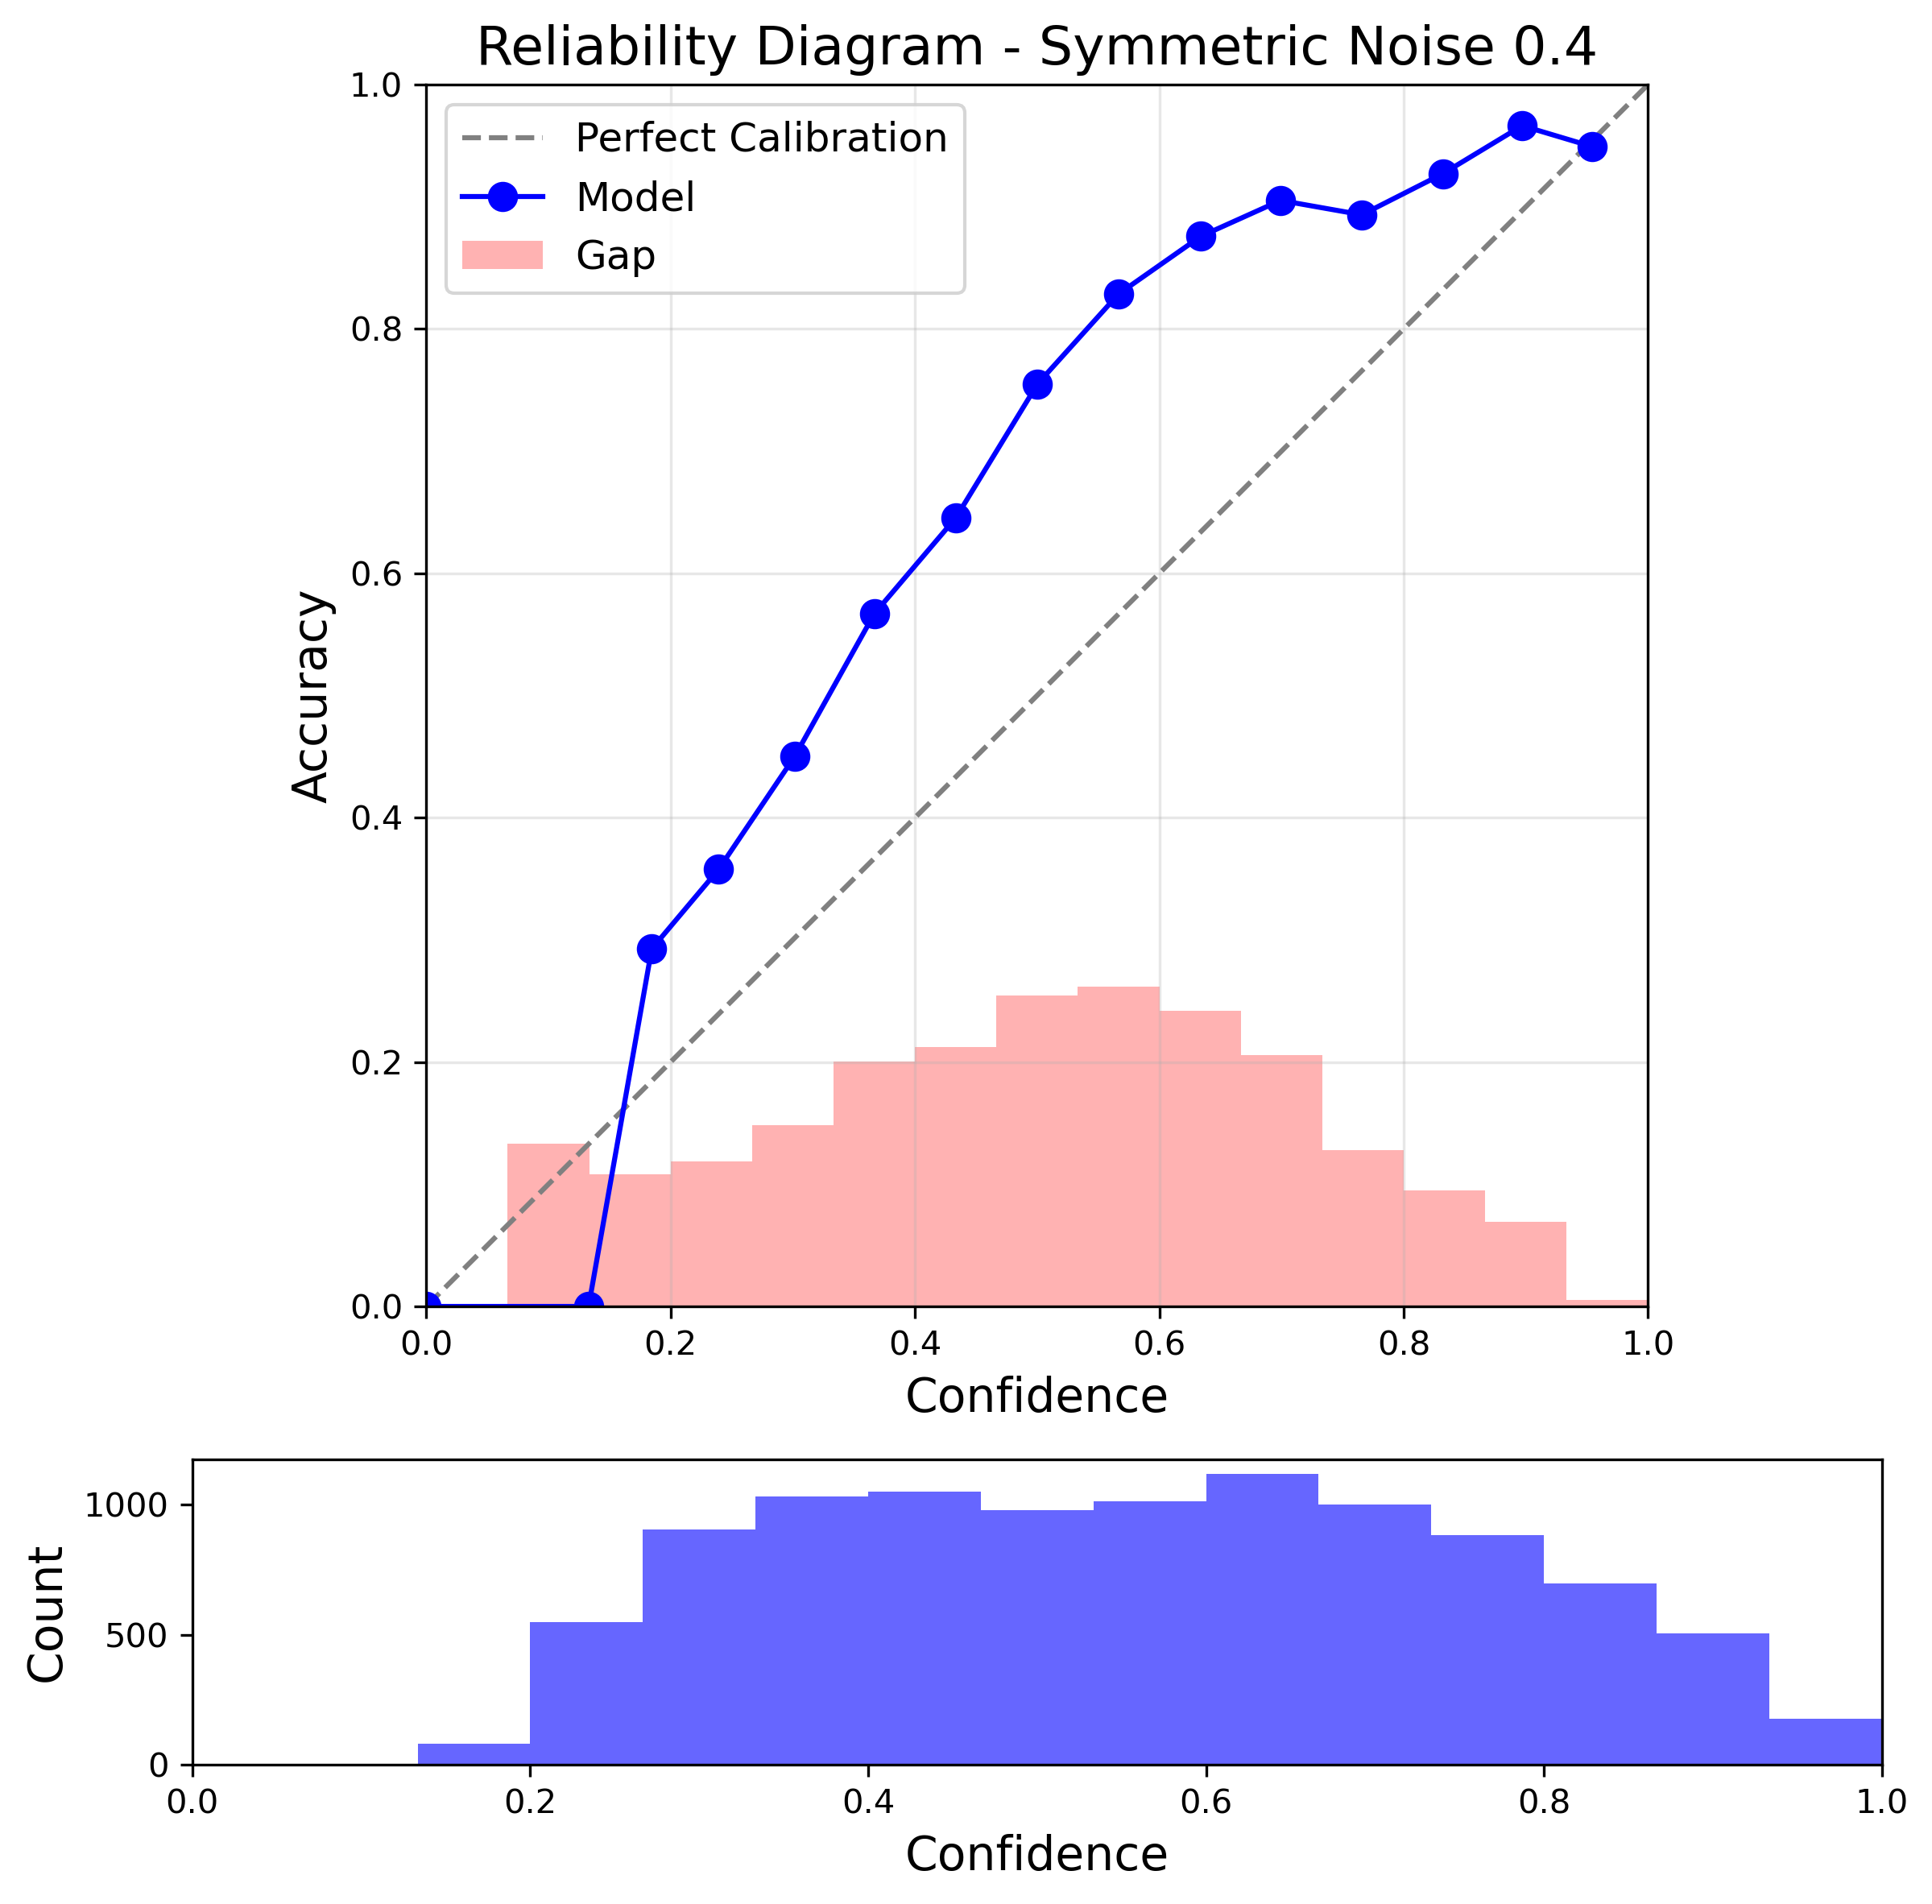 Reliability Diagram - Symmetric Noise 0.4
1.0
0.8
0.6
0.4
0.2
0.0
Accuracy
Perfect Calibration
Model
Gap
0.0 0.2 0.4 0.6 0.8 1.0
Confidence
1000
500
0
Count
0.0 0.2 0.4 0.6 0.8 1.0
Confidence